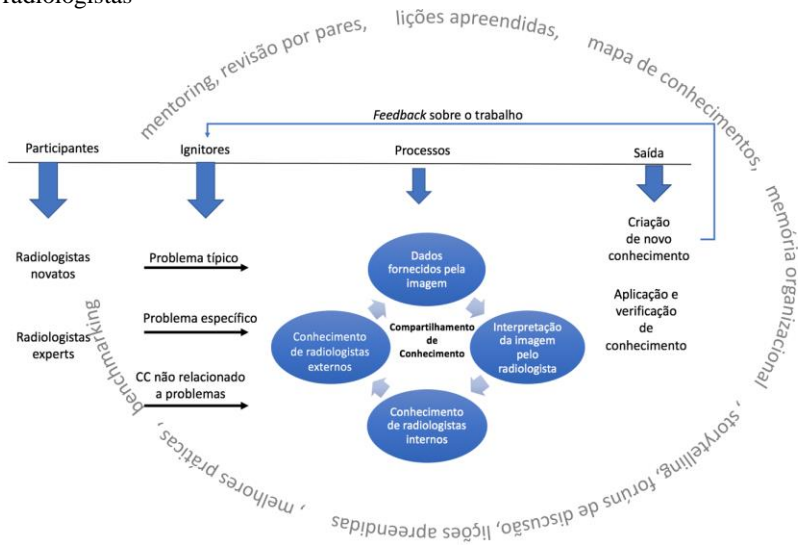 radiologistas
mentoring, revisão por pares, lições apreendidas, mapa de conhecimentos, memória organizacional , storytelling, forúns de discusão, lições apreendidas , melhores práticas, benchmarking
Feedback sobre o trabalho
Participantes
Ignitores
Processos
Saída
Radiologistas
novatos
Radiologistas
experts
Problema típico
Problema específico
CC não relacionado
a problemas
Dados
fornecidos pela
imagem
Interpretação
da imagem
pelo
radiologista
Conhecimento
de radiologistas
internos
Conhecimento
de radiologistas
externos
Compartilhamento
de
Conhecimento
Criação
de novo
conhecimento
Aplicação e
verificação
de
conhecimento